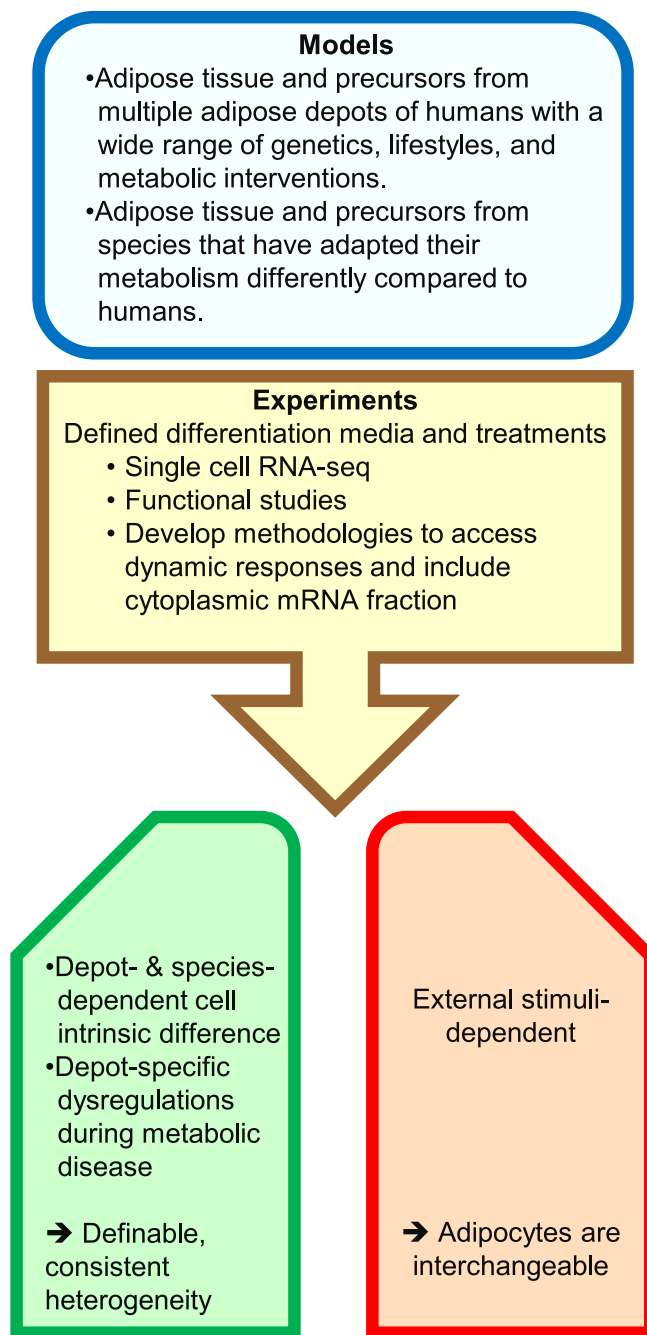 Models
•Adipose tissue and precursors from
multiple adipose depots of humans with a
wide range of genetics, lifestyles, and
metabolic interventions.
•Adipose tissue and precursors from
species that have adapted their
metabolism differently compared to
humans.
Experiments
Defined differentiation media and treatments
• Single cell RNA-seq
• Functional studies
• Develop methodologies to access
dynamic responses and include
cytoplasmic mRNA fraction
•Depot- & species-
dependent cell
intrinsic difference
•Depot-specific
dysregulations
during metabolic
disease
➔ Definable,
consistent
heterogeneity
External stimuli-
dependent
➔ Adipocytes are
interchangeable